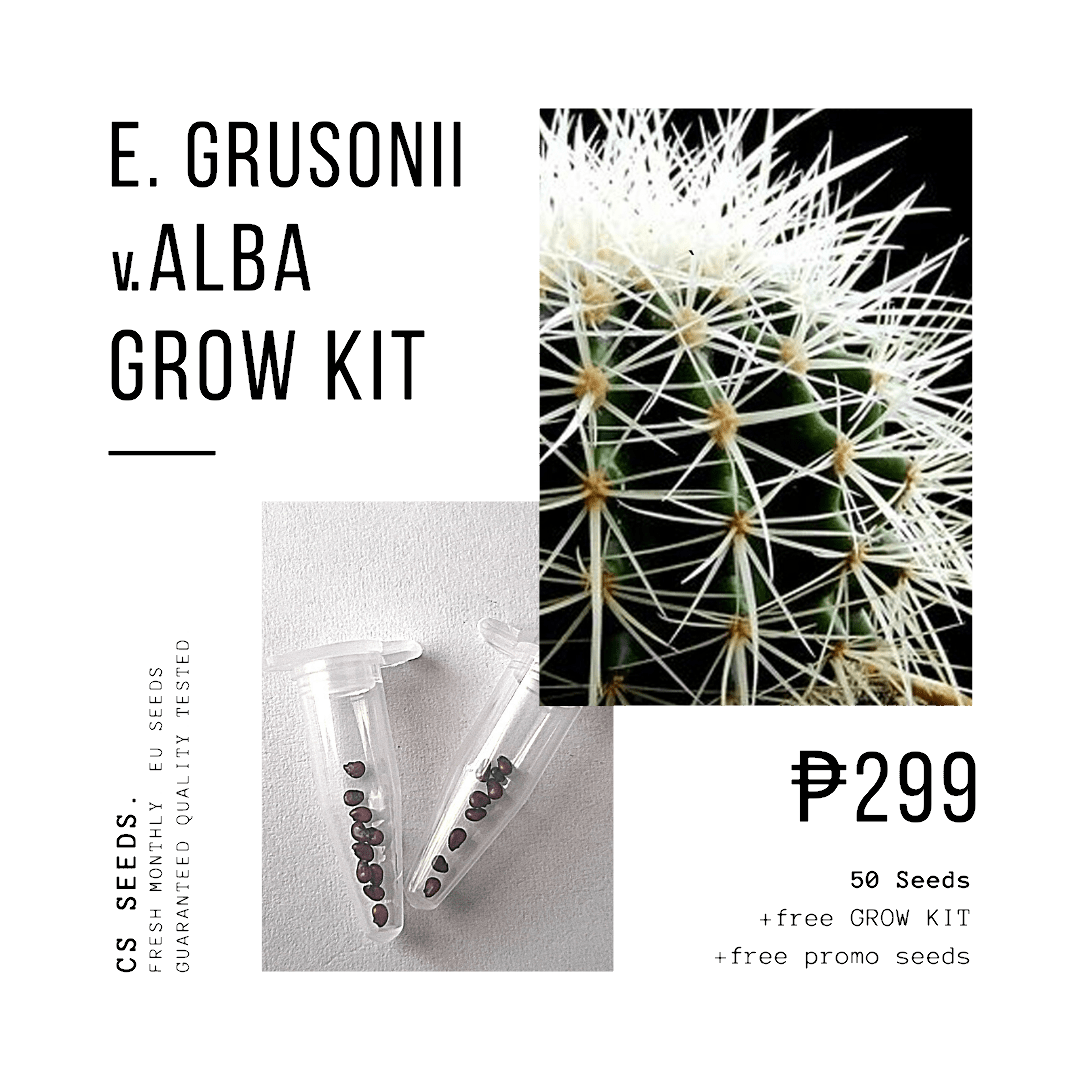 E. GRUSONII
v.ALBA
GROW KIT
CS SEEDS.
FRESH MONTHLY EU SEEDS
GUARANTEED QUALITY TESTED
₱299
50 Seeds
+free GROW KIT
+free promo seeds